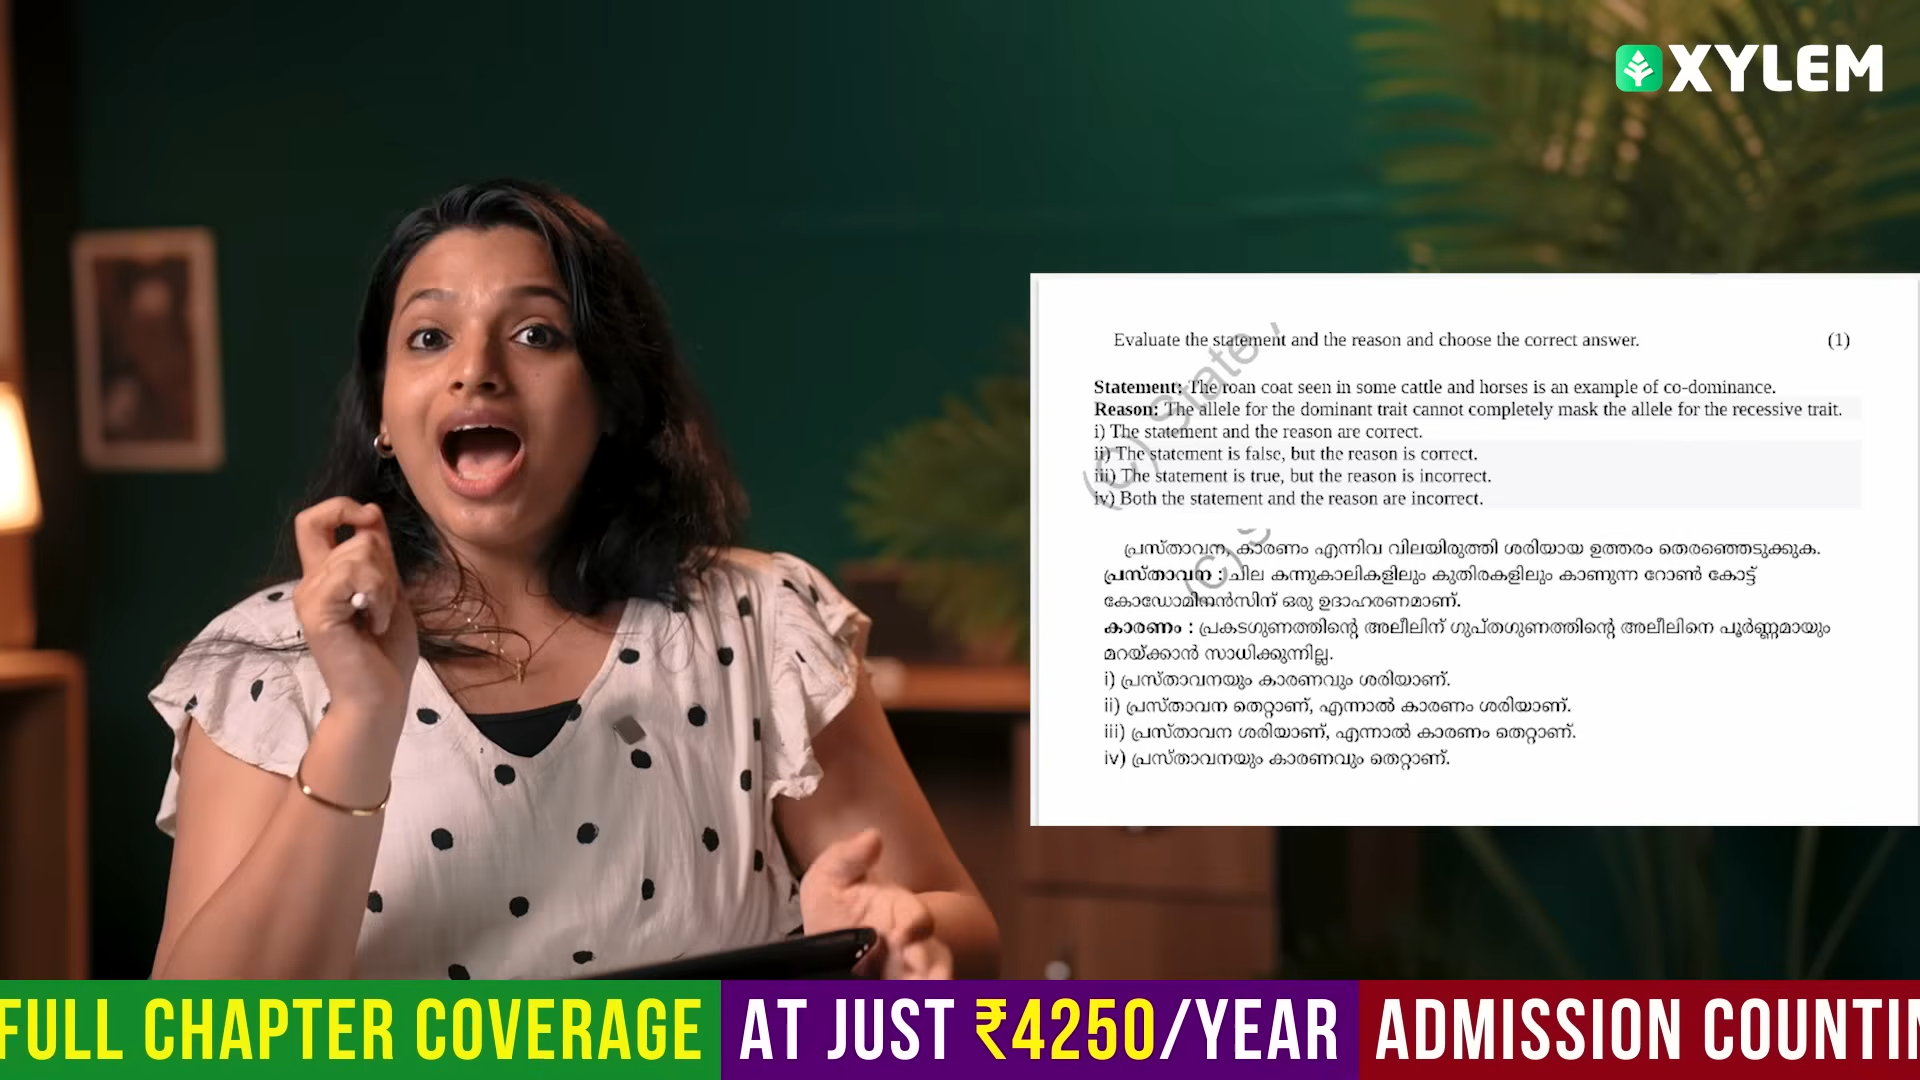 XYLEM
Evaluate the statement and the reason and choose the correct answer. (1)
Statement: The roan coat seen in some cattle and horses is an example of co-dominance.
Reason: The allele for the dominant trait cannot completely mask the allele for the recessive trait.
i) The statement and the reason are correct.
ii) The statement is false, but the reason is correct.
iii) The statement is true, but the reason is incorrect.
iv) Both the statement and the reason are incorrect.
(C) State
(C) S
പ്രസ്താവന, കാരണം എന്നിവ വിലയിരുത്തി ശരിയായ ഉത്തരം തെരഞ്ഞെടുക്കുക.
പ്രസ്താവന : ചില കന്നുകാലികളിലും കുതിരകളിലും കാണുന്ന റോൺ കോട്ട്
കോഡോമിനൻസിന് ഒരു ഉദാഹരണമാണ്.
കാരണം : പ്രകടഗുണത്തിന്റെ അലീലിന് ഗുപ്തഗുണത്തിന്റെ അലീലിനെ പൂർണ്ണമായും
മറയ്ക്കാൻ സാധിക്കുന്നില്ല.
i) പ്രസ്താവനയും കാരണവും ശരിയാണ്.
ii) പ്രസ്താവന തെറ്റാണ്, എന്നാൽ കാരണം ശരിയാണ്.
iii) പ്രസ്താവന ശരിയാണ്, എന്നാൽ കാരണം തെറ്റാണ്.
iv) പ്രസ്താവനയും കാരണവും തെറ്റാണ്.
FULL CHAPTER COVERAGE AT JUST ₹4250/YEAR ADMISSION COUNTIN